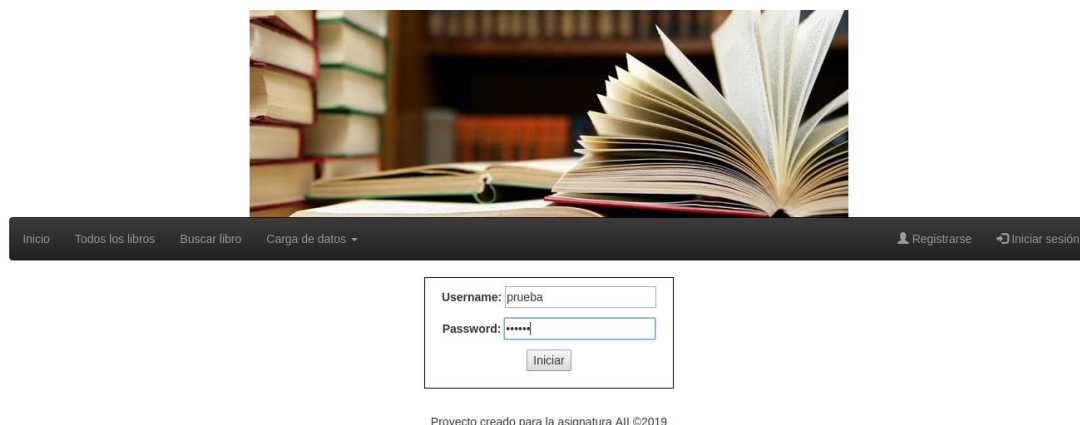 Inicio Todos los libros Buscar libro Carga de datos Registrarse Iniciar sesión
Username: prueba
Password: ••••••
Iniciar
Proyecto creado para la asignatura AII ©2019